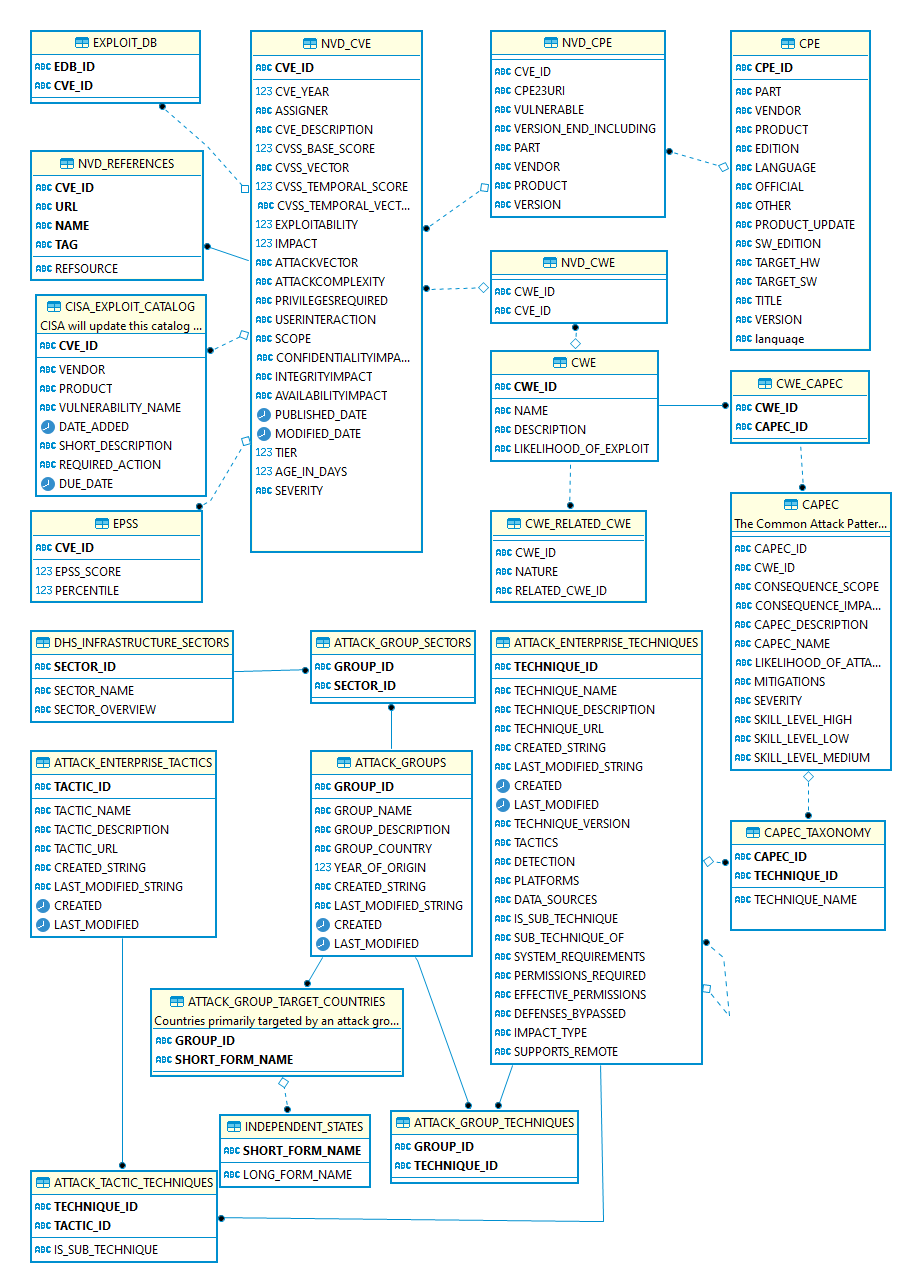 EXPLOIT_DB
ABC EDB_ID
ABC CVE_ID
NVD_REFERENCES
ABC CVE_ID
ABC URL
ABC NAME
ABC TAG
ABC REFSOURCE
CISA_EXPLOIT_CATALOG
CISA will update this catalog ...
ABC CVE_ID
ABC VENDOR
ABC PRODUCT
ABC VULNERABILITY_NAME
DATE_ADDED
ABC SHORT_DESCRIPTION
ABC REQUIRED_ACTION
DUE_DATE
EPSS
ABC CVE_ID
123 EPSS_SCORE
123 PERCENTILE
NVD_CVE
ABC CVE_ID
123 CVE_YEAR
ABC ASSIGNER
ABC CVE_DESCRIPTION
123 CVSS_BASE_SCORE
ABC CVSS_VECTOR
123 CVSS_TEMPORAL_SCORE
ABC CVSS_TEMPORAL_VECT...
123 EXPLOITABILITY
123 IMPACT
ABC ATTACKVECTOR
ABC ATTACKCOMPLEXITY
ABC PRIVILEGESREQUIRED
ABC USERINTERACTION
ABC SCOPE
ABC CONFIDENTIALITYIMPA...
ABC INTEGRITYIMPACT
ABC AVAILABILITYIMPACT
PUBLISHED_DATE
MODIFIED_DATE
123 TIER
123 AGE_IN_DAYS
ABC SEVERITY
NVD_CPE
ABC CVE_ID
ABC CPE23URI
ABC VULNERABLE
ABC VERSION_END_INCLUDING
ABC PART
ABC VENDOR
ABC PRODUCT
ABC VERSION
CPE
ABC CPE_ID
ABC PART
ABC VENDOR
ABC PRODUCT
ABC EDITION
ABC LANGUAGE
ABC OFFICIAL
ABC OTHER
ABC PRODUCT_UPDATE
ABC SW_EDITION
ABC TARGET_HW
ABC TARGET_SW
ABC TITLE
ABC VERSION
ABC language
NVD_CWE
ABC CWE_ID
ABC CVE_ID
CWE
ABC CWE_ID
ABC NAME
ABC DESCRIPTION
ABC LIKELIHOOD_OF_EXPLOIT
CWE_RELATED_CWE
ABC CWE_ID
ABC NATURE
ABC RELATED_CWE_ID
CWE_CAPEC
ABC CWE_ID
ABC CAPEC_ID
CAPEC
The Common Attack Patter...
ABC CAPEC_ID
ABC CWE_ID
ABC CONSEQUENCE_SCOPE
ABC CONSEQUENCE_IMPA...
ABC CAPEC_DESCRIPTION
ABC CAPEC_NAME
ABC LIKELIHOOD_OF_ATTA...
ABC MITIGATIONS
ABC SEVERITY
ABC SKILL_LEVEL_HIGH
ABC SKILL_LEVEL_LOW
ABC SKILL_LEVEL_MEDIUM
CAPEC_TAXONOMY
ABC CAPEC_ID
ABC TECHNIQUE_ID
ABC TECHNIQUE_NAME
DHS_INFRASTRUCTURE_SECTORS
ABC SECTOR_ID
ABC SECTOR_NAME
ABC SECTOR_OVERVIEW
ATTACK_GROUP_SECTORS
ABC GROUP_ID
ABC SECTOR_ID
ATTACK_ENTERPRISE_TECHNIQUES
ABC TECHNIQUE_ID
ABC TECHNIQUE_NAME
ABC TECHNIQUE_DESCRIPTION
ABC TECHNIQUE_URL
ABC CREATED_STRING
ABC LAST_MODIFIED_STRING
CREATED
LAST_MODIFIED
ABC TECHNIQUE_VERSION
ABC TACTICS
ABC DETECTION
ABC PLATFORMS
ABC DATA_SOURCES
ABC IS_SUB_TECHNIQUE
ABC SUB_TECHNIQUE_OF
ABC SYSTEM_REQUIREMENTS
ABC PERMISSIONS_REQUIRED
ABC EFFECTIVE_PERMISSIONS
ABC DEFENSES_BYPASSED
ABC IMPACT_TYPE
ABC SUPPORTS_REMOTE
ATTACK_ENTERPRISE_TACTICS
ABC TACTIC_ID
ABC TACTIC_NAME
ABC TACTIC_DESCRIPTION
ABC TACTIC_URL
ABC CREATED_STRING
ABC LAST_MODIFIED_STRING
CREATED
LAST_MODIFIED
ATTACK_GROUPS
ABC GROUP_ID
ABC GROUP_NAME
ABC GROUP_DESCRIPTION
ABC GROUP_COUNTRY
123 YEAR_OF_ORIGIN
ABC CREATED_STRING
ABC LAST_MODIFIED_STRING
CREATED
LAST_MODIFIED
ATTACK_GROUP_TARGET_COUNTRIES
Countries primarily targeted by an attack gro...
ABC GROUP_ID
ABC SHORT_FORM_NAME
INDEPENDENT_STATES
ABC SHORT_FORM_NAME
ABC LONG_FORM_NAME
ATTACK_GROUP_TECHNIQUES
ABC GROUP_ID
ABC TECHNIQUE_ID
ATTACK_TACTIC_TECHNIQUES
ABC TECHNIQUE_ID
ABC TACTIC_ID
ABC IS_SUB_TECHNIQUE